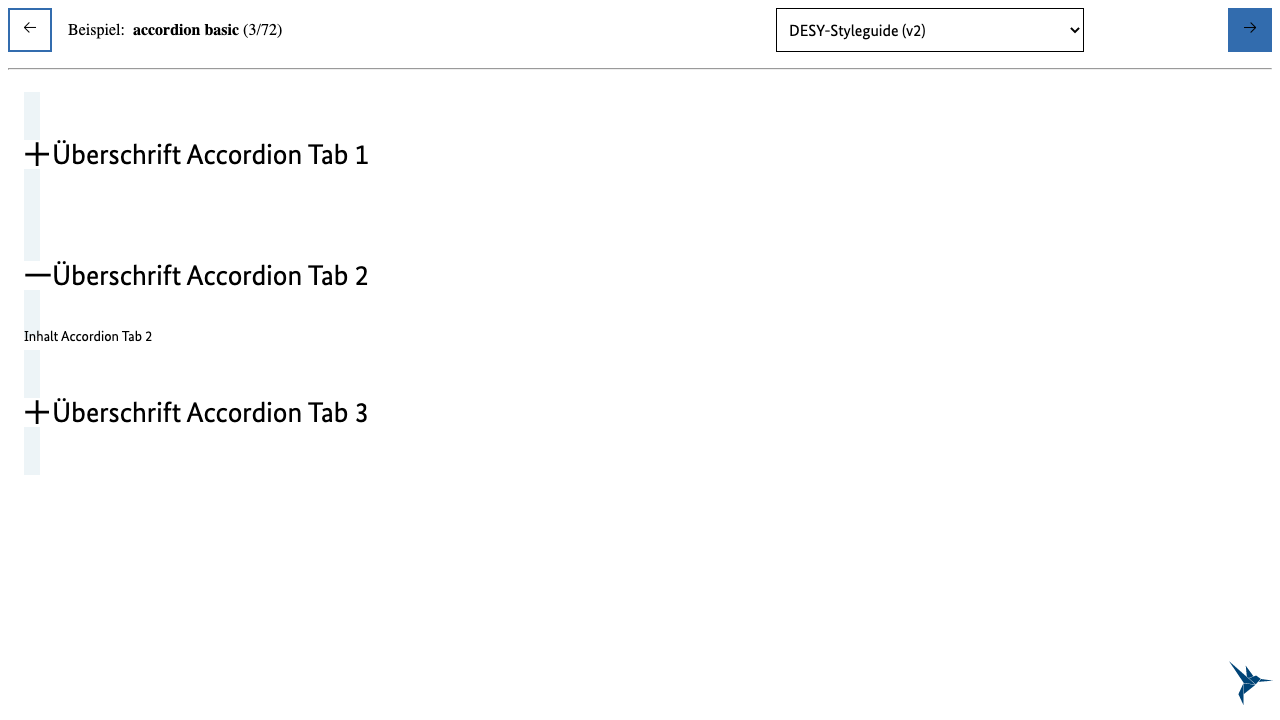 Beispiel: accordion basic (3/72)
DESY-Styleguide (v2)
Überschrift Accordion Tab 1
Überschrift Accordion Tab 2
Inhalt Accordion Tab 2
Überschrift Accordion Tab 3